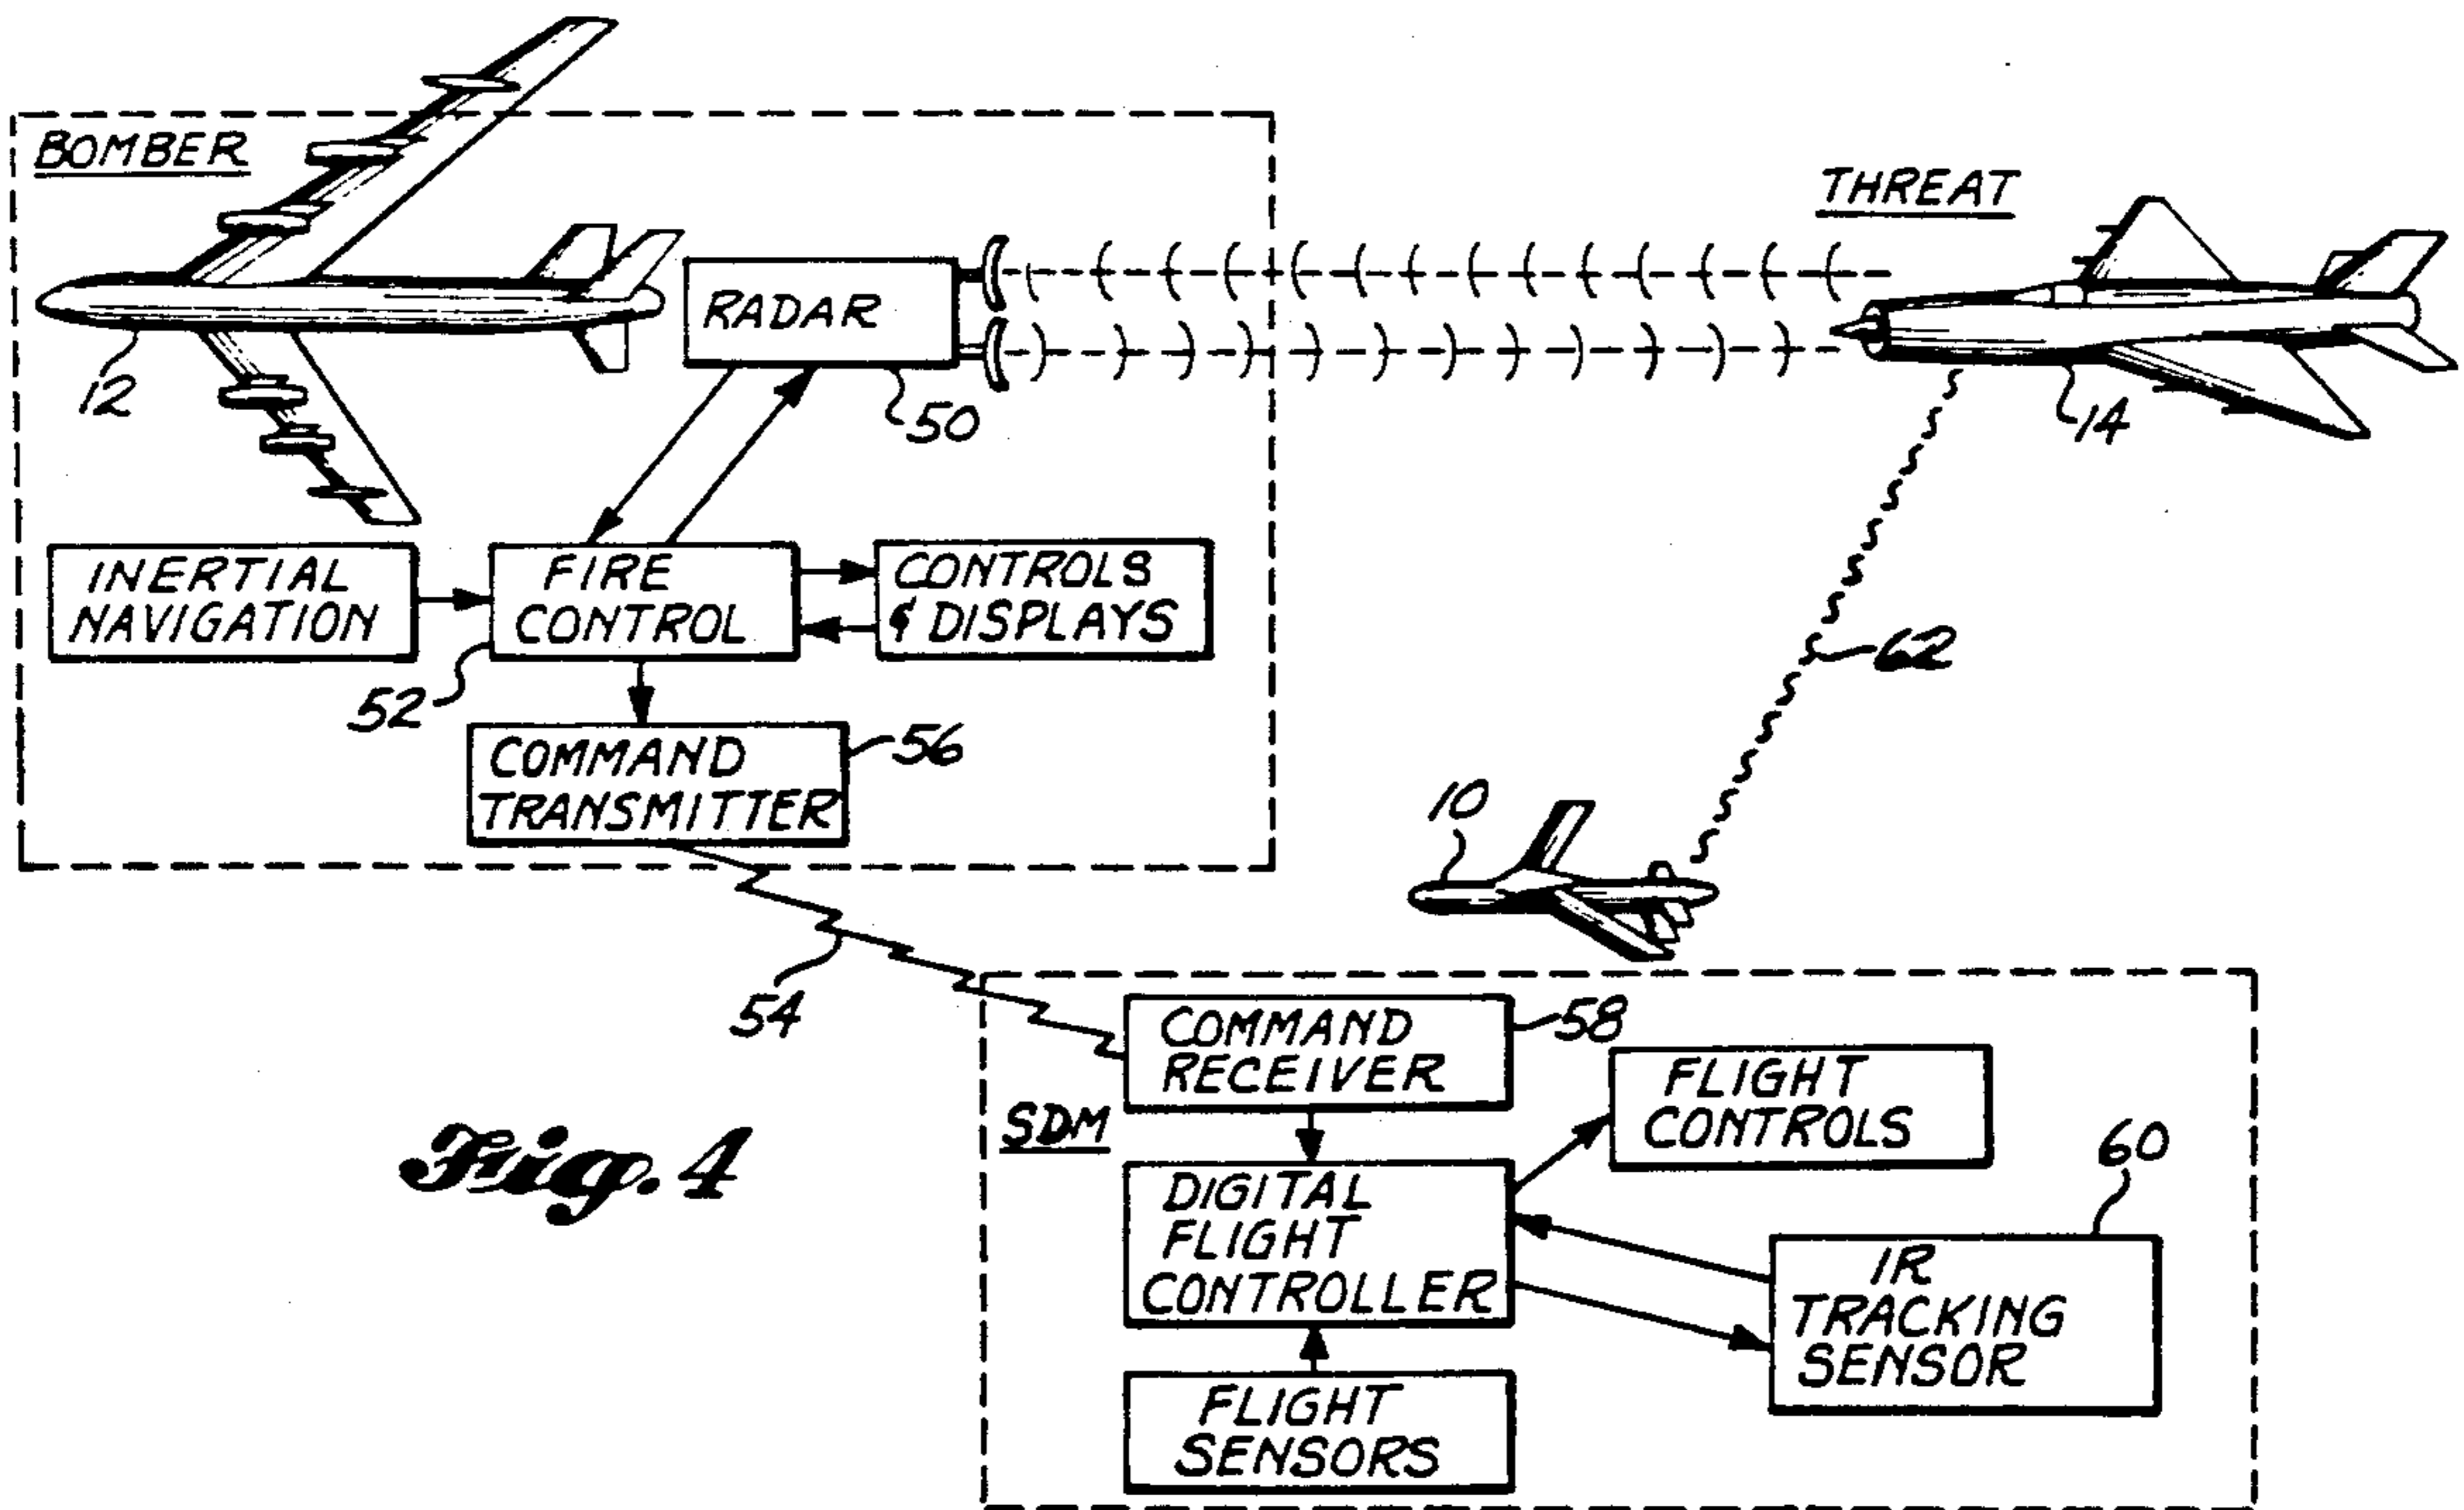 BOMBER
THREAT
RADAR
12
50
14
INERTIAL
NAVIGATION
FIRE
CONTROL
CONTROLS
& DISPLAYS
52
62
COMMAND
TRANSMITTER
56
10
54
COMMAND
RECEIVER
58
SDM
FLIGHT
CONTROLS
60
DIGITAL
FLIGHT
CONTROLLER
IR
TRACKING
SENSOR
FLIGHT
SENSORS
Fig. 4